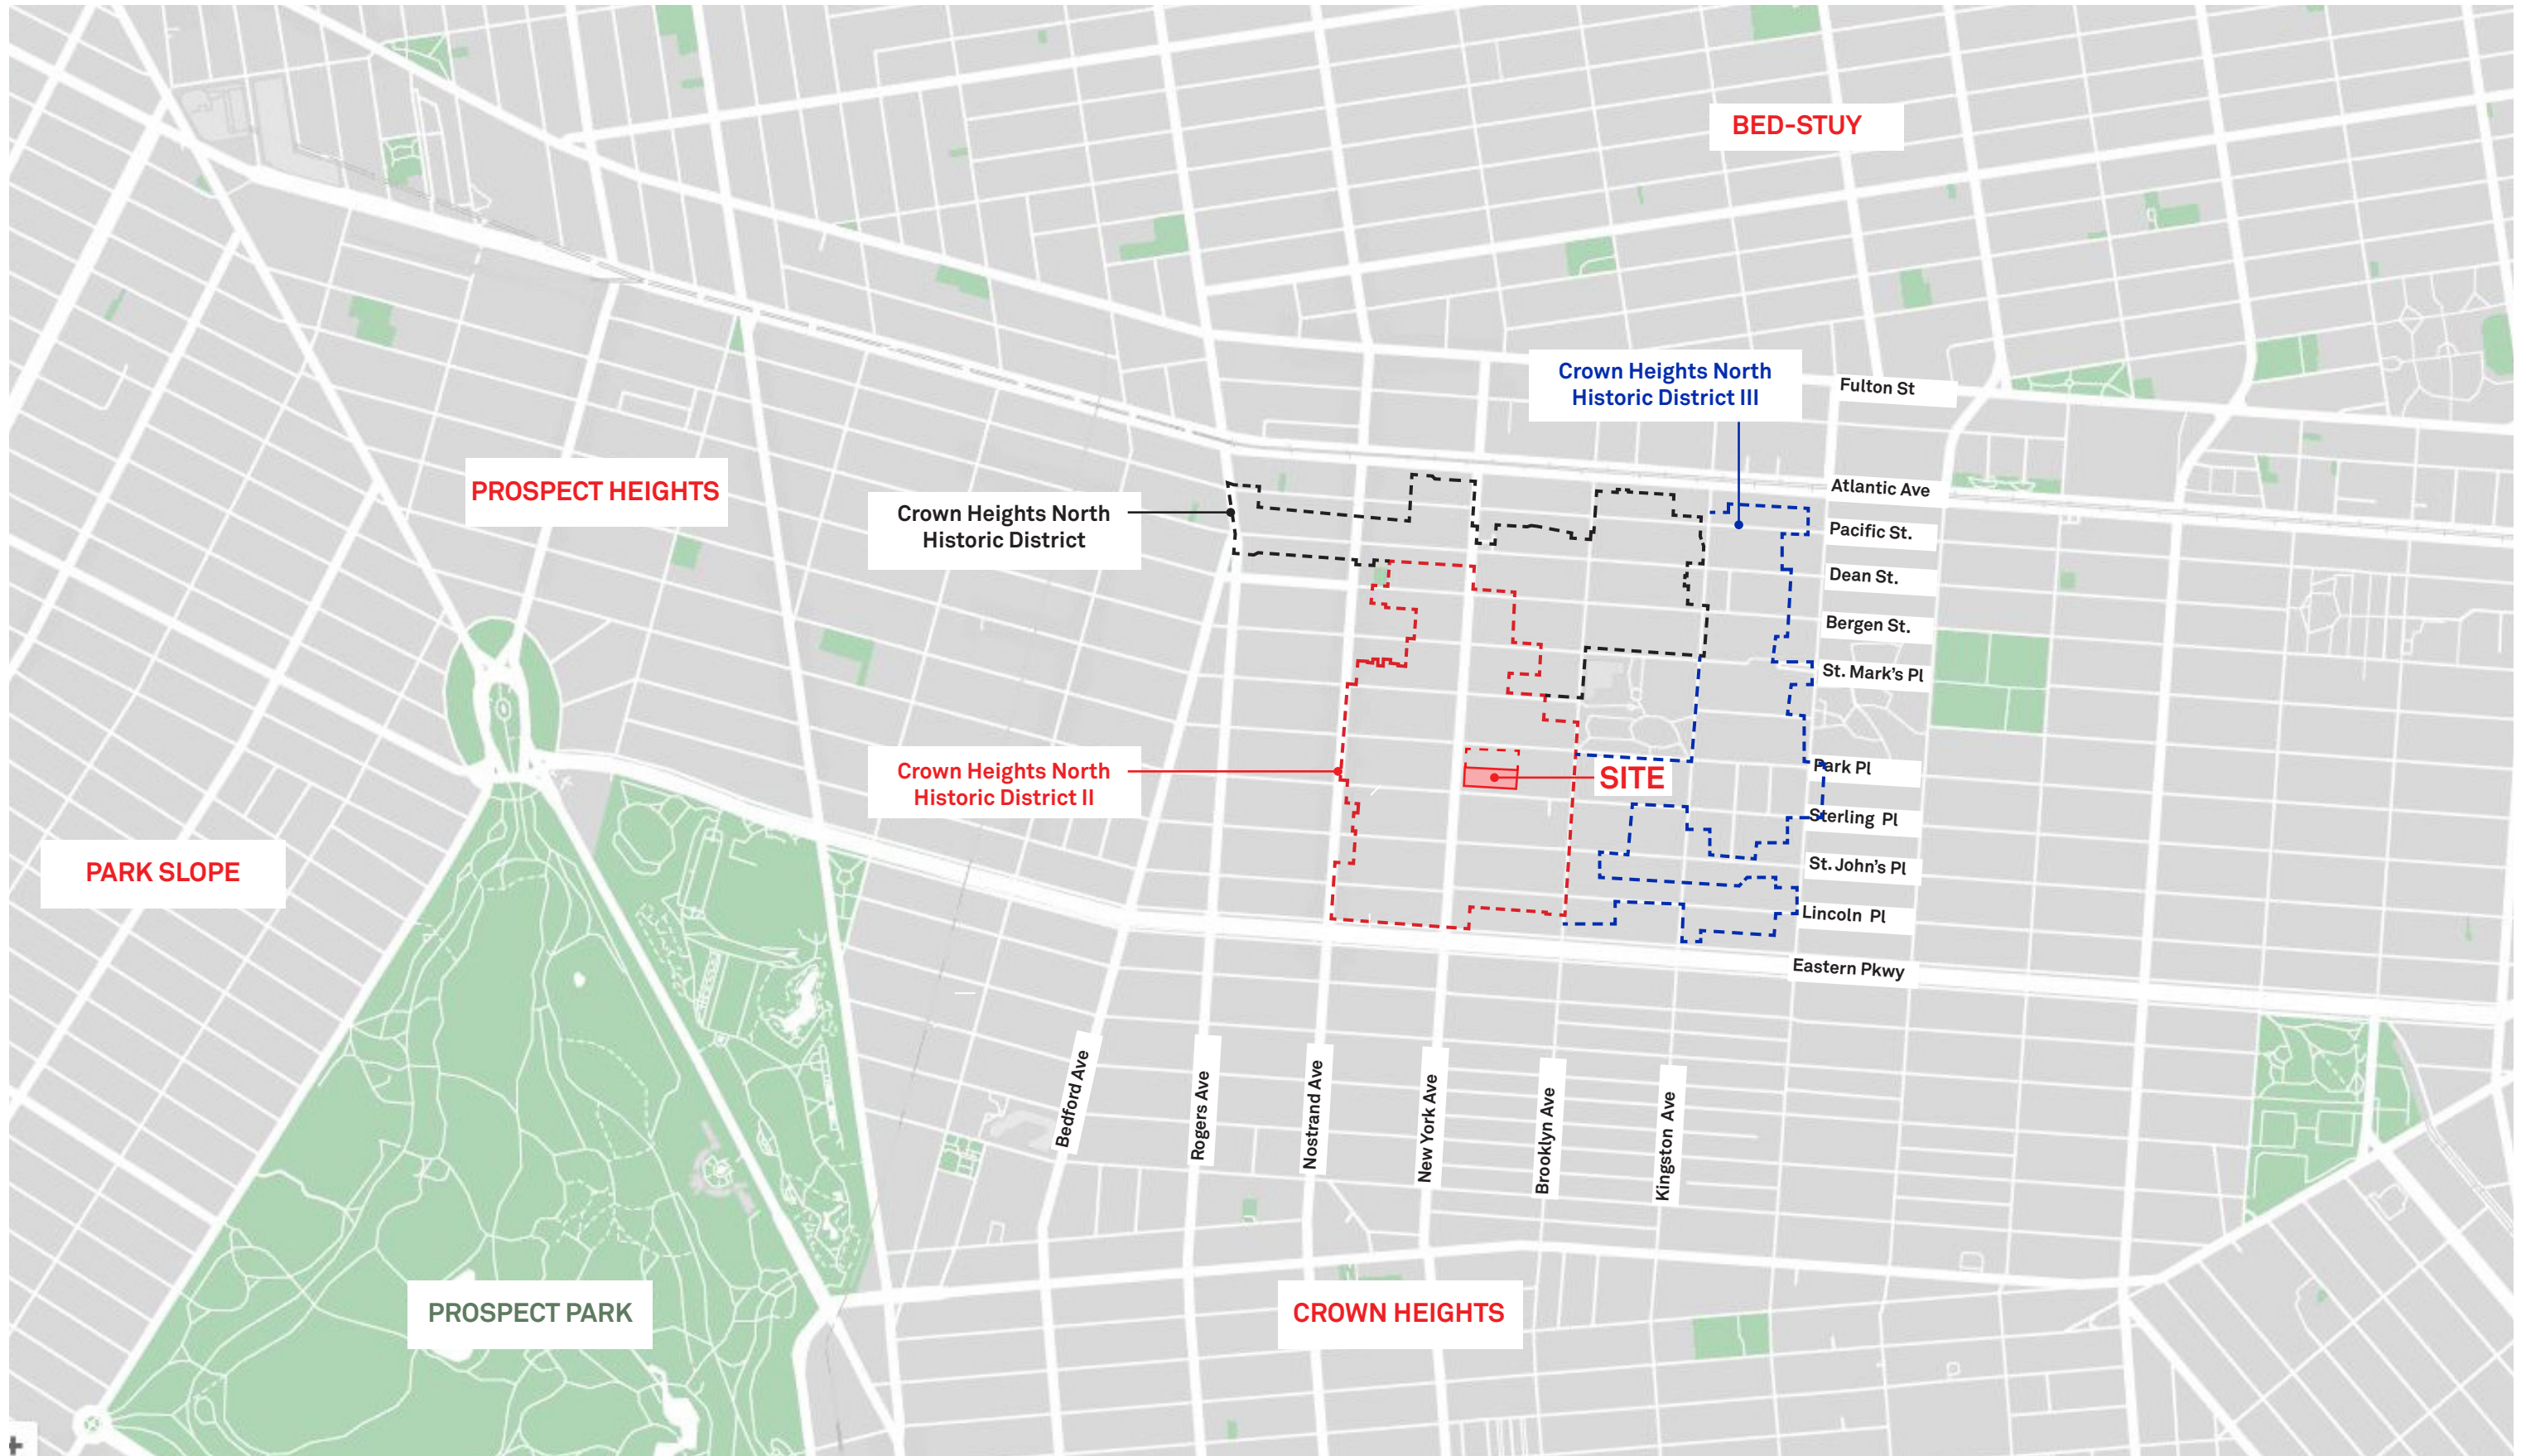 BED-STUY
Crown Heights North
Historic District III
Fulton St
PROSPECT HEIGHTS
Crown Heights North
Historic District
Atlantic Ave
Pacific St.
Dean St.
Bergen St.
St. Mark's Pl
Crown Heights North
Historic District II
SITE
Park Pl
Sterling Pl
PARK SLOPE
St. John's Pl
Lincoln Pl
Eastern Pkwy
Bedford Ave
Rogers Ave
Nostrand Ave
New York Ave
Brooklyn Ave
Kingston Ave
PROSPECT PARK
CROWN HEIGHTS